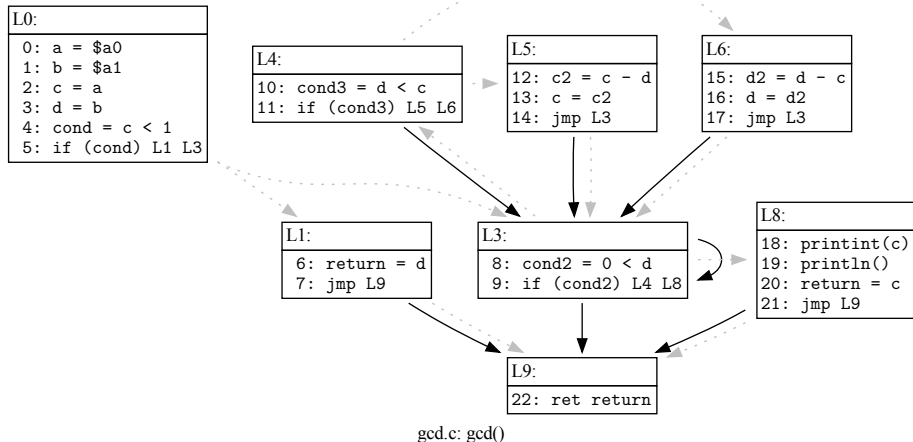 L0:
0: a = $a0
1: b = $a1
2: c = a
3: d = b
4: cond = c < 1
5: if (cond) L1 L3
L4:
10: cond3 = d < c
11: if (cond3) L5 L6
L5:
12: c2 = c - d
13: c = c2
14: jmp L3
L6:
15: d2 = d - c
16: d = d2
17: jmp L3
L1:
6: return = d
7: jmp L9
L3:
8: cond2 = 0 < d
9: if (cond2) L4 L8
L8:
18: printint(c)
19: println()
20: return = c
21: jmp L9
L9:
22: ret return
gcd.c: gcd()